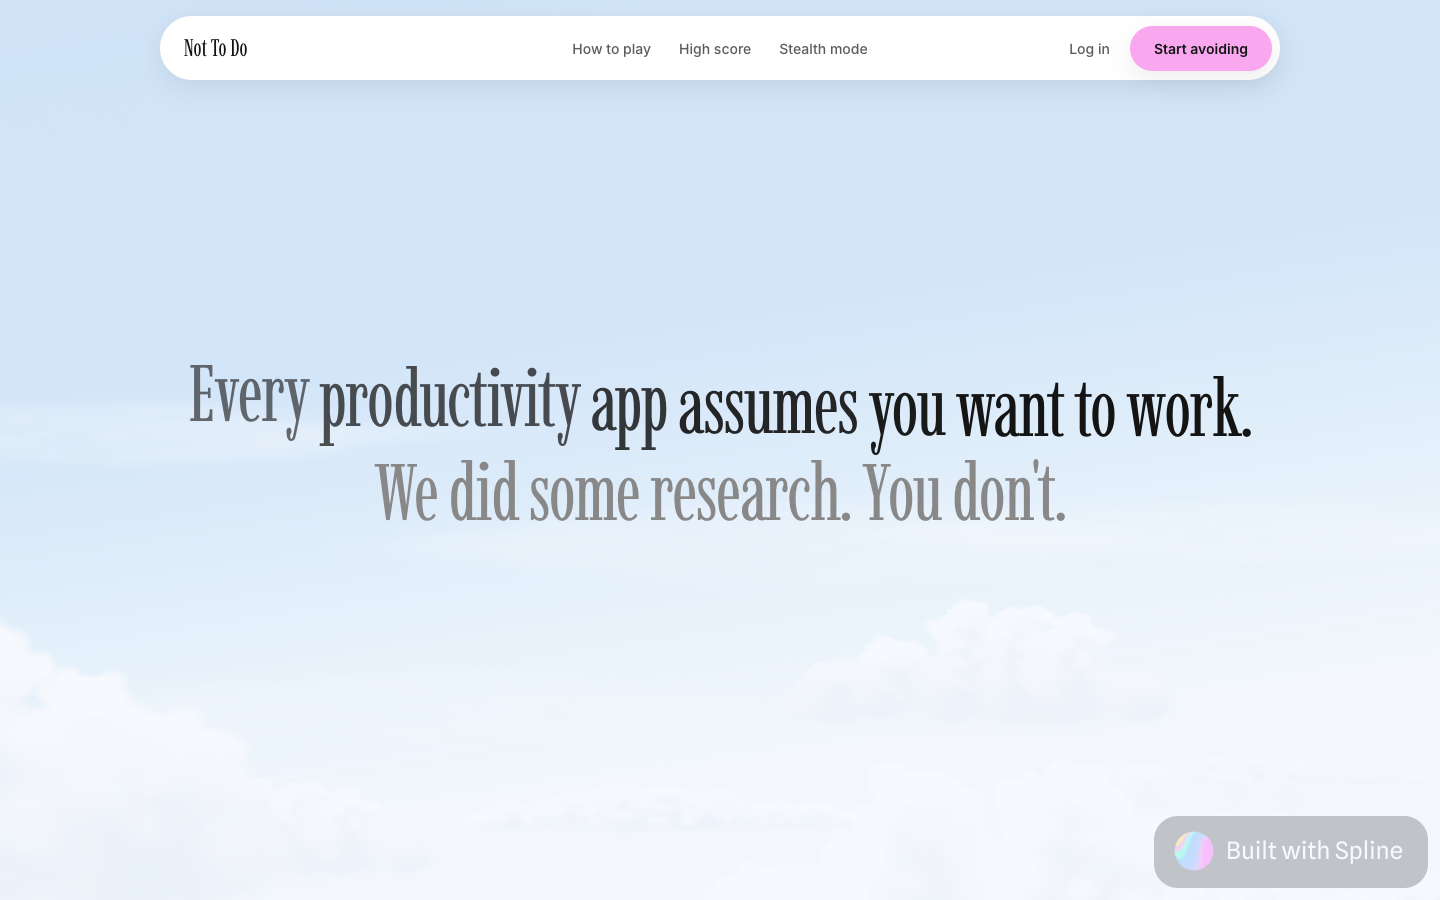 Not To Do
How to play
High score
Stealth mode
Log in
Start avoiding
Every productivity app assumes you want to work.
We did some research. You don't.
Built with Spline